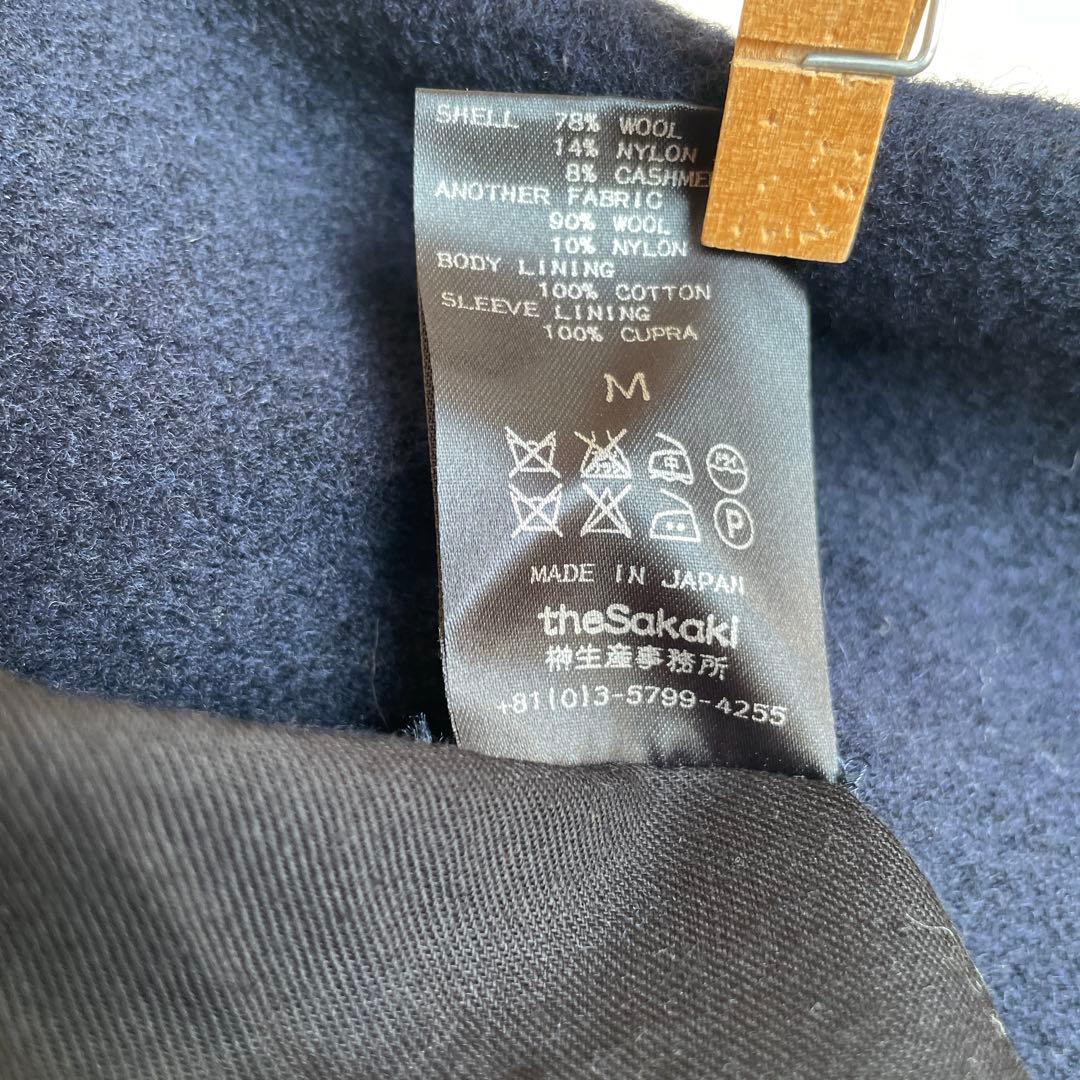 SHELL 78% WOOL
14% NYLON
8% CASHME
ANOTHER FABRIC
90% WOOL
10% NYLON
BODY LINING
100% COTTON
SLEEVE LINING
100% CUPRA
M
中
P
MADE IN JAPAN
theSakaki
榊生産事務所
+81(0)3-5799-4255